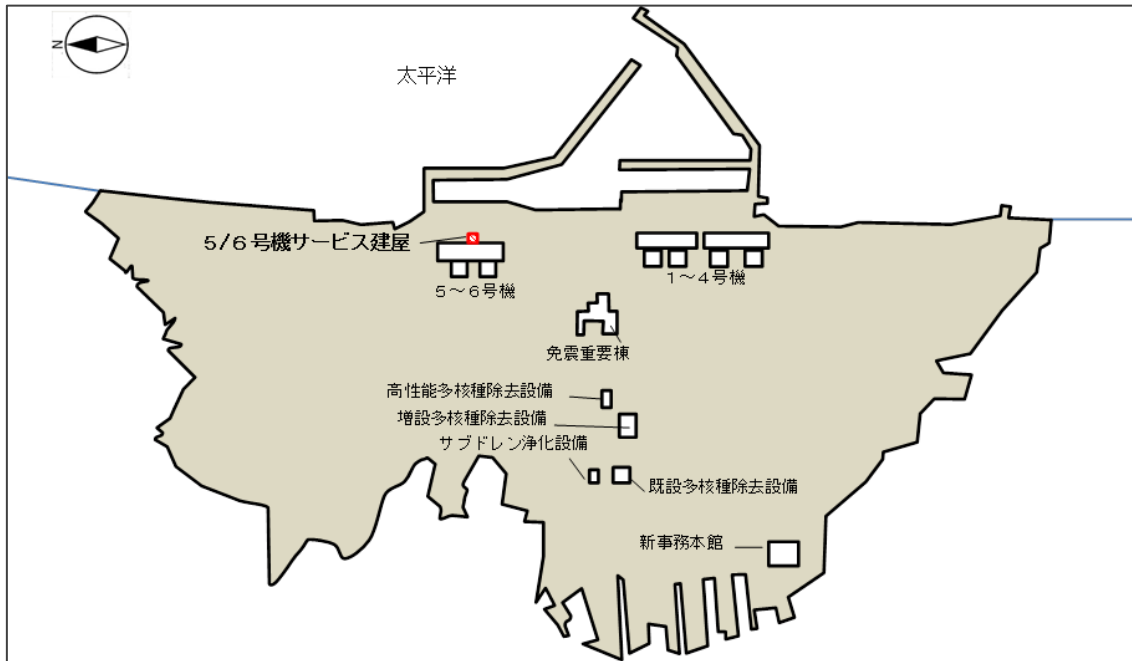 N
太平洋
5/6号機サービス建屋
5～6号機
1～4号機
免震重要棟
高性能多核種除去設備
増設多核種除去設備
サブドレン浄化設備
既設多核種除去設備
新事務本館